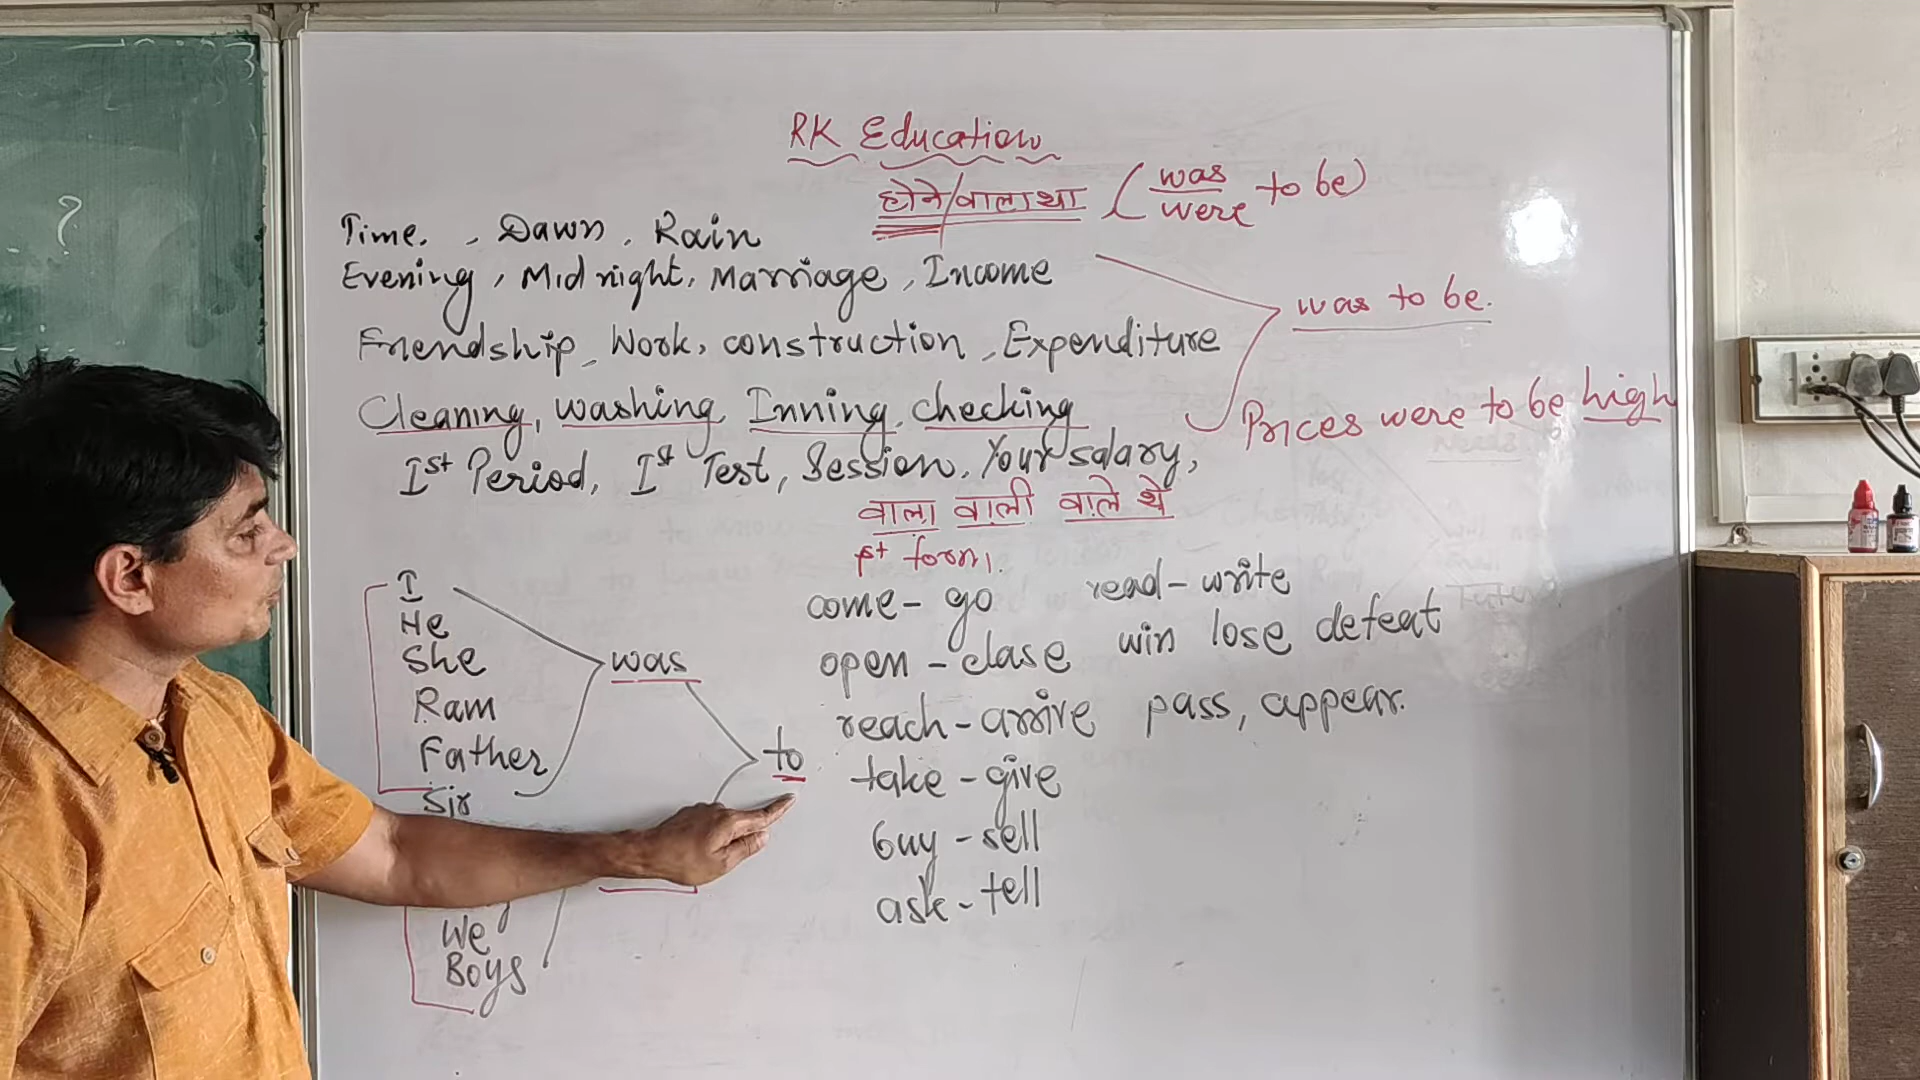 RK Education
होने/वाला था ( was/were to be)
Time. , Dawn, Rain
Evening, Mid night, Marriage, Income
was to be.
Friendship, Work, construction, Expenditure
Cleaning, washing, Inning, checking
Prices were to be high
Ist Period, Ist Test, Session, Your salary,
वाला वाली वाले थे
Ist form.
I
come - go read - write
He
open - clase win lose defeat
She
was
Ram
reach - arrive pass, appear.
Father
to
take - give
Sir
buy - sell
ask - tell
We
Boys
?